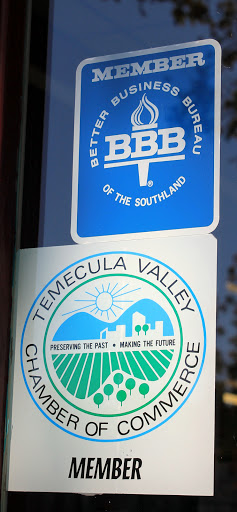 MEMBER
BETTER BUSINESS BUREAU
BBB
®
OF THE SOUTHLAND
TEMECULA VALLEY
PRESERVING THE PAST • MAKING THE FUTURE
CHAMBER OF COMMERCE
MEMBER